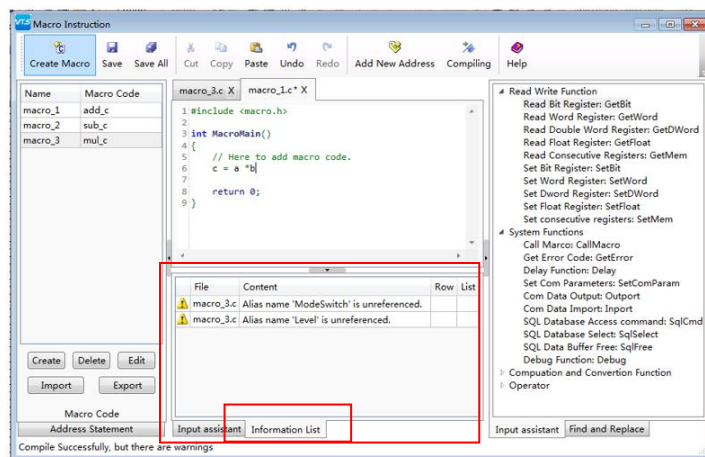 VTS Macro Instruction
Create Macro Save Save All Cut Copy Paste Undo Redo Add New Address Compiling Help
Name Macro Code
macro_1 add_c
macro_2 sub_c
macro_3 mul_c
Create Delete Edit
Import Export
Macro Code
Address Statement
macro_3.c X macro_1.c* X
1 #include <macro.h>
2
3 int MacroMain()
4 {
5 // Here to add macro code.
6 c = a *b
7
8 return 0;
9 }
File Content Row List
macro_3.c Alias name 'ModeSwitch' is unreferenced.
macro_3.c Alias name 'Level' is unreferenced.
Input assistant Information List
Read Write Function
Read Bit Register: GetBit
Read Word Register: GetWord
Read Double Word Register: GetDWord
Read Float Register: GetFloat
Read Consecutive Registers: GetMem
Set Bit Register: SetBit
Set Word Register: SetWord
Set Dword Register: SetDWord
Set Float Register: SetFloat
Set consecutive registers: SetMem
System Functions
Call Marco: CallMacro
Get Error Code: GetError
Delay Function: Delay
Set Com Parameters: SetComParam
Com Data Output: Outport
Com Data Import: Inport
SQL Database Access command: SqlCmd
SQL Database Select: SqlSelect
SQL Data Buffer Free: SqlFree
Debug Function: Debug
Compuation and Convertion Function
Operator
Input assistant Find and Replace
Compile Successfully, but there are warnings